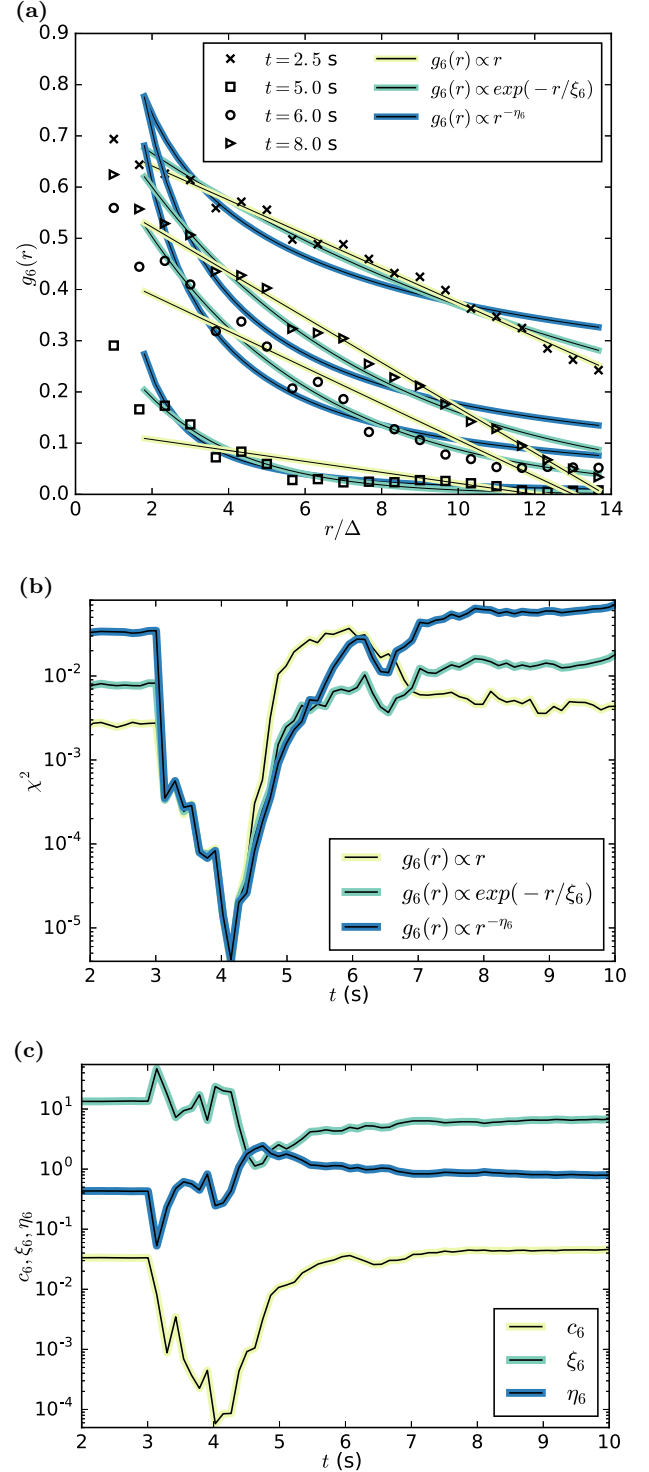 (a)
0.9
0.8
0.7
0.6
0.5
0.4
0.3
0.2
0.1
0.0
g₆(r)
t = 2.5 s
t = 5.0 s
t = 6.0 s
t = 8.0 s
g₆(r) ∝ r
g₆(r) ∝ exp(−r/ξ₆)
g₆(r) ∝ r^{−η₆}
0 2 4 6 8 10 12 14
r/Δ
(b)
10⁻²
10⁻³
10⁻⁴
10⁻⁵
χ²
g₆(r) ∝ r
g₆(r) ∝ exp(−r/ξ₆)
g₆(r) ∝ r^{−η₆}
2 3 4 5 6 7 8 9 10
t (s)
(c)
10¹
10⁰
10⁻¹
10⁻²
10⁻³
10⁻⁴
c₆, ξ₆, η₆
c₆
ξ₆
η₆
2 3 4 5 6 7 8 9 10
t (s)